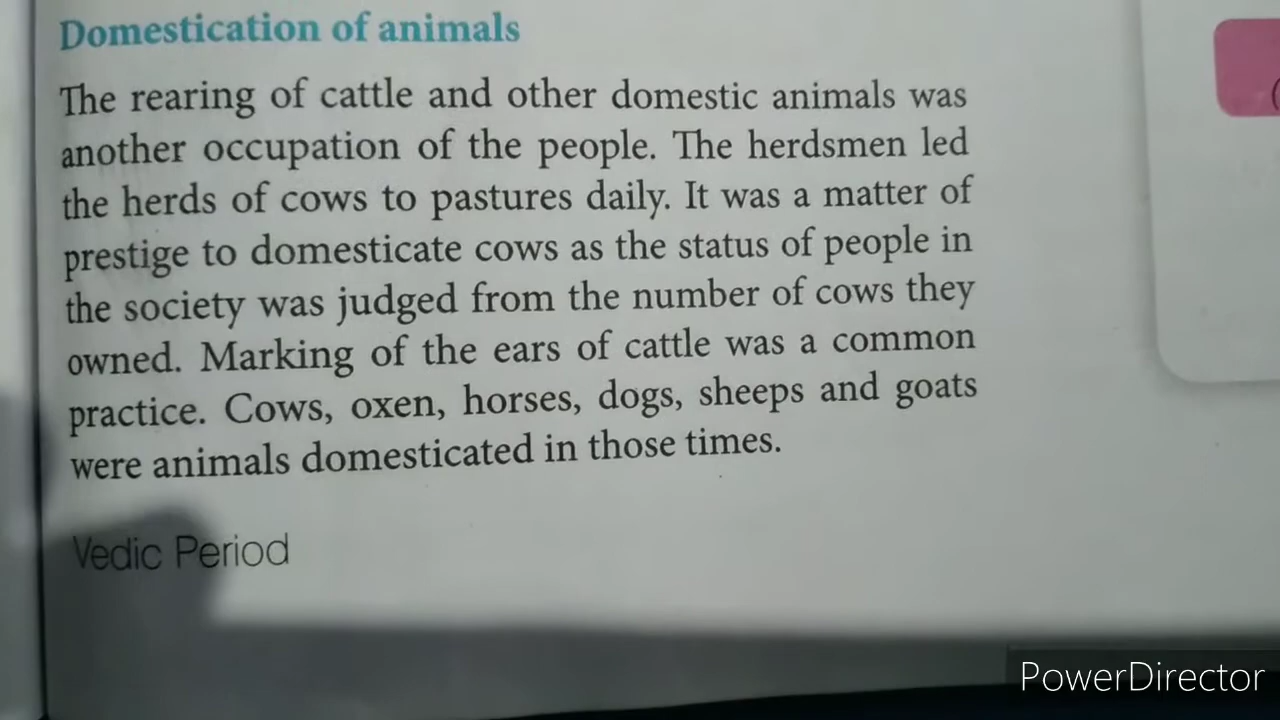 Domestication of animals
The rearing of cattle and other domestic animals was
another occupation of the people. The herdsmen led
the herds of cows to pastures daily. It was a matter of
prestige to domesticate cows as the status of people in
the society was judged from the number of cows they
owned. Marking of the ears of cattle was a common
practice. Cows, oxen, horses, dogs, sheeps and goats
were animals domesticated in those times.
Vedic Period
PowerDirector